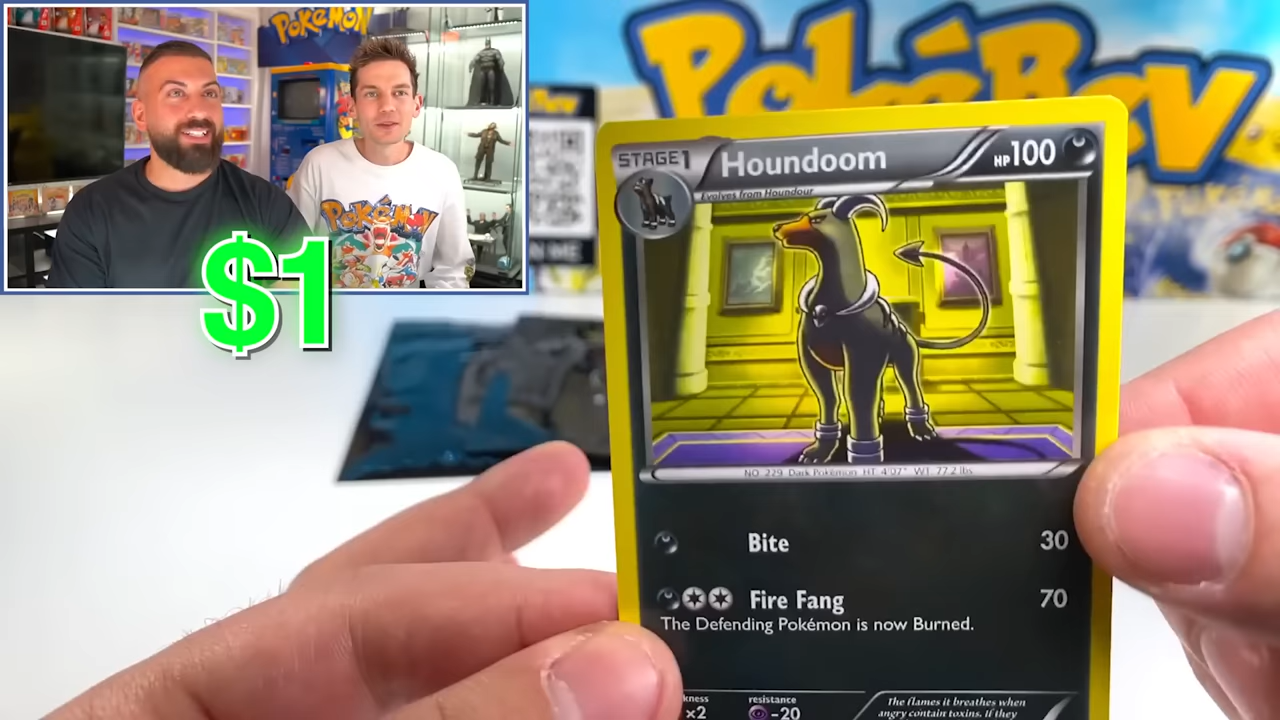 POKÉMON
POKÉMON
$1
PokéRev
STAGE1
Houndoom
HP100
Evolves from Houndour
NO. 229 Dark Pokémon HT: 4'07" WT: 77.2 lbs
Bite 30
Fire Fang 70
The Defending Pokémon is now Burned.
resistance
×2
-20
The flames it breathes when
angry contain toxins. If they